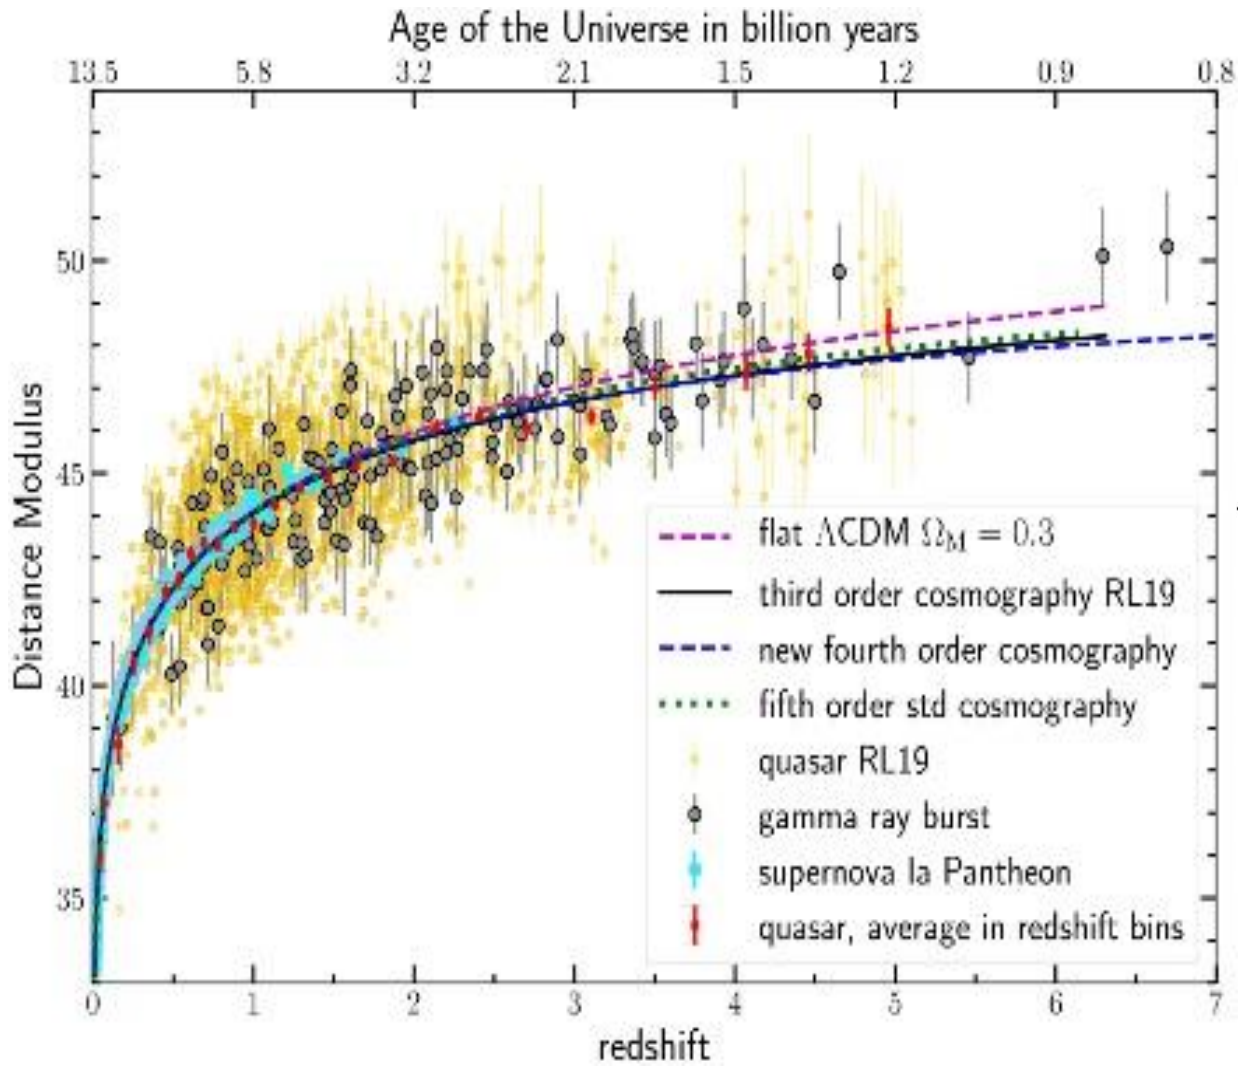 Age of the Universe in billion years
13.5 5.8 3.2 2.1 1.5 1.2 0.9 0.8
50
45
40
35
Distance Modulus
flat ΛCDM Ω_M = 0.3
third order cosmography RL19
new fourth order cosmography
fifth order std cosmography
quasar RL19
gamma ray burst
supernova Ia Pantheon
quasar, average in redshift bins
0 1 2 3 4 5 6 7
redshift